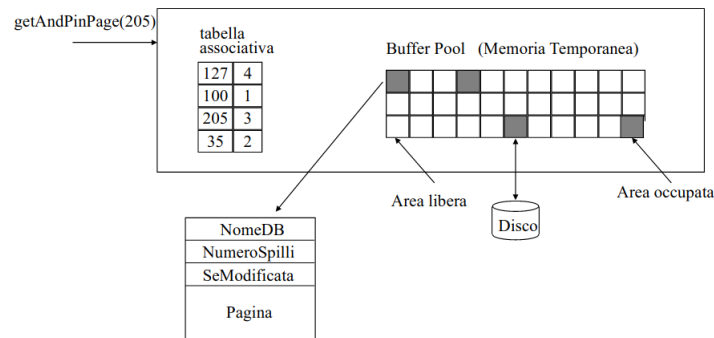 getAndPinPage(205)
tabella
associativa
127 4
100 1
205 3
35 2
Buffer Pool (Memoria Temporanea)
Area libera
Area occupata
Disco
NomeDB
NumeroSpilli
SeModificata
Pagina